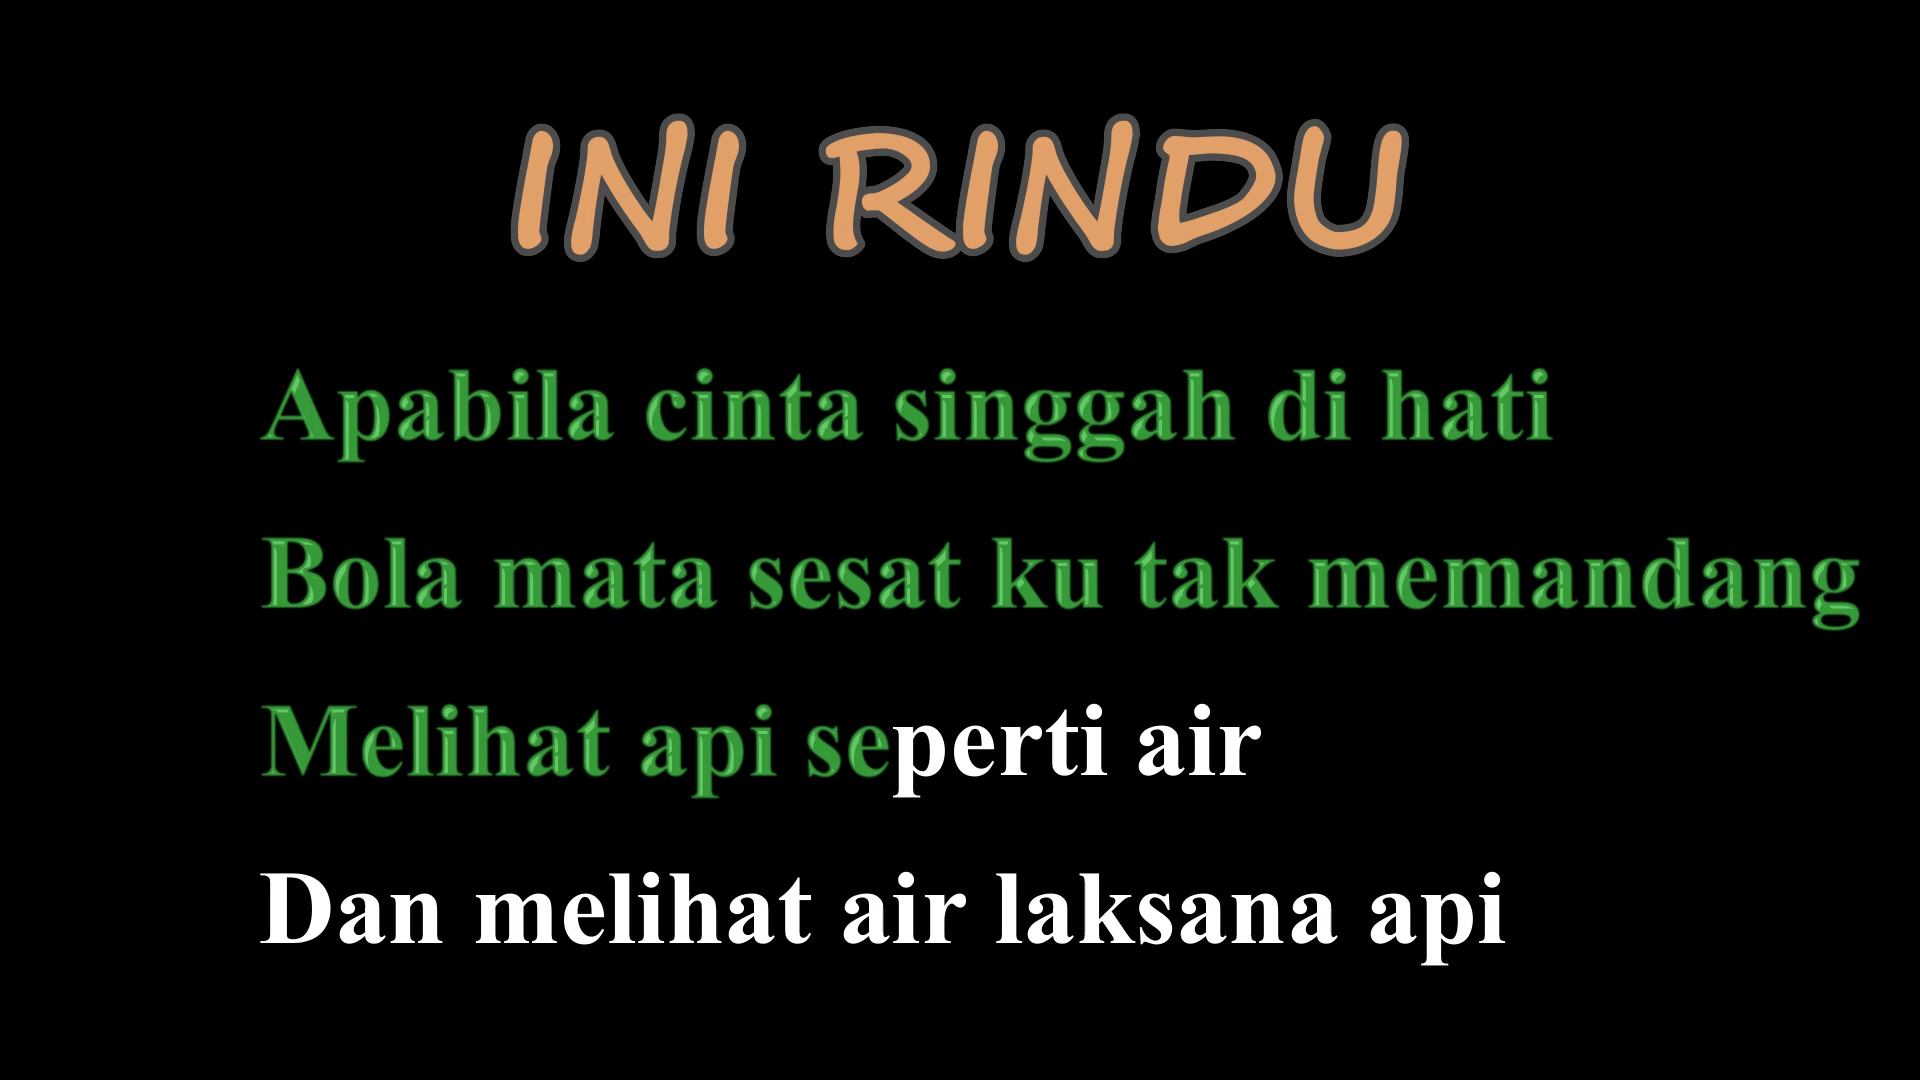 INI RINDU
Apabila cinta singgah di hati
Bola mata sesat ku tak memandang
Melihat api seperti air
Dan melihat air laksana api